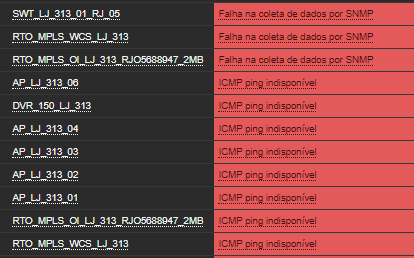 SWT_LJ_313_01_RJ_05 Falha na coleta de dados por SNMP
RTO_MPLS_WCS_LJ_313 Falha na coleta de dados por SNMP
RTO_MPLS_OI_LJ_313_RJO5688947_2MB Falha na coleta de dados por SNMP
AP_LJ_313_06 ICMP ping indisponível
DVR_150_LJ_313 ICMP ping indisponível
AP_LJ_313_04 ICMP ping indisponível
AP_LJ_313_03 ICMP ping indisponível
AP_LJ_313_02 ICMP ping indisponível
AP_LJ_313_01 ICMP ping indisponível
RTO_MPLS_OI_LJ_313_RJO5688947_2MB ICMP ping indisponível
RTO_MPLS_WCS_LJ_313 ICMP ping indisponível